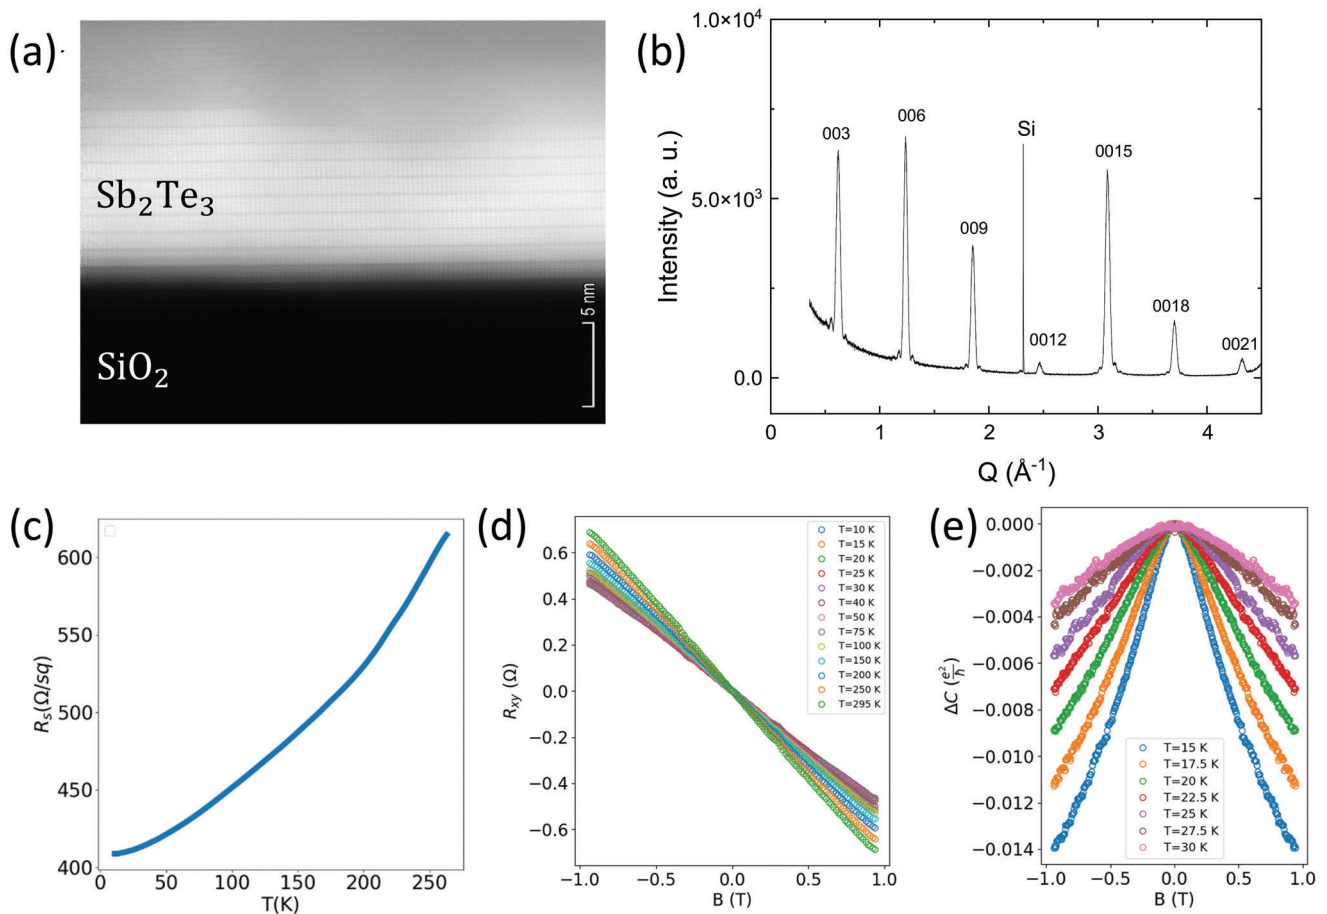 (a)
Sb₂Te₃
SiO₂
5 nm
(b)
1.0×10⁴
5.0×10³
0.0
Intensity (a. u.)
003
006
009
Si
0012
0015
0018
0021
0
1
2
3
4
Q (Å⁻¹)
(c)
600
550
500
450
400
Rₛ(Ω/sq)
0
50
100
150
200
250
T(K)
(d)
0.6
0.4
0.2
0.0
−0.2
−0.4
−0.6
Rxy (Ω)
T=10 K
T=15 K
T=20 K
T=25 K
T=30 K
T=40 K
T=50 K
T=75 K
T=100 K
T=150 K
T=200 K
T=250 K
T=295 K
−1.0
−0.5
0.0
0.5
1.0
B (T)
(e)
0.000
−0.002
−0.004
−0.006
−0.008
−0.010
−0.012
−0.014
ΔC (e²/ℏ)
T=15 K
T=17.5 K
T=20 K
T=22.5 K
T=25 K
T=27.5 K
T=30 K
−1.0
−0.5
0.0
0.5
1.0
B (T)